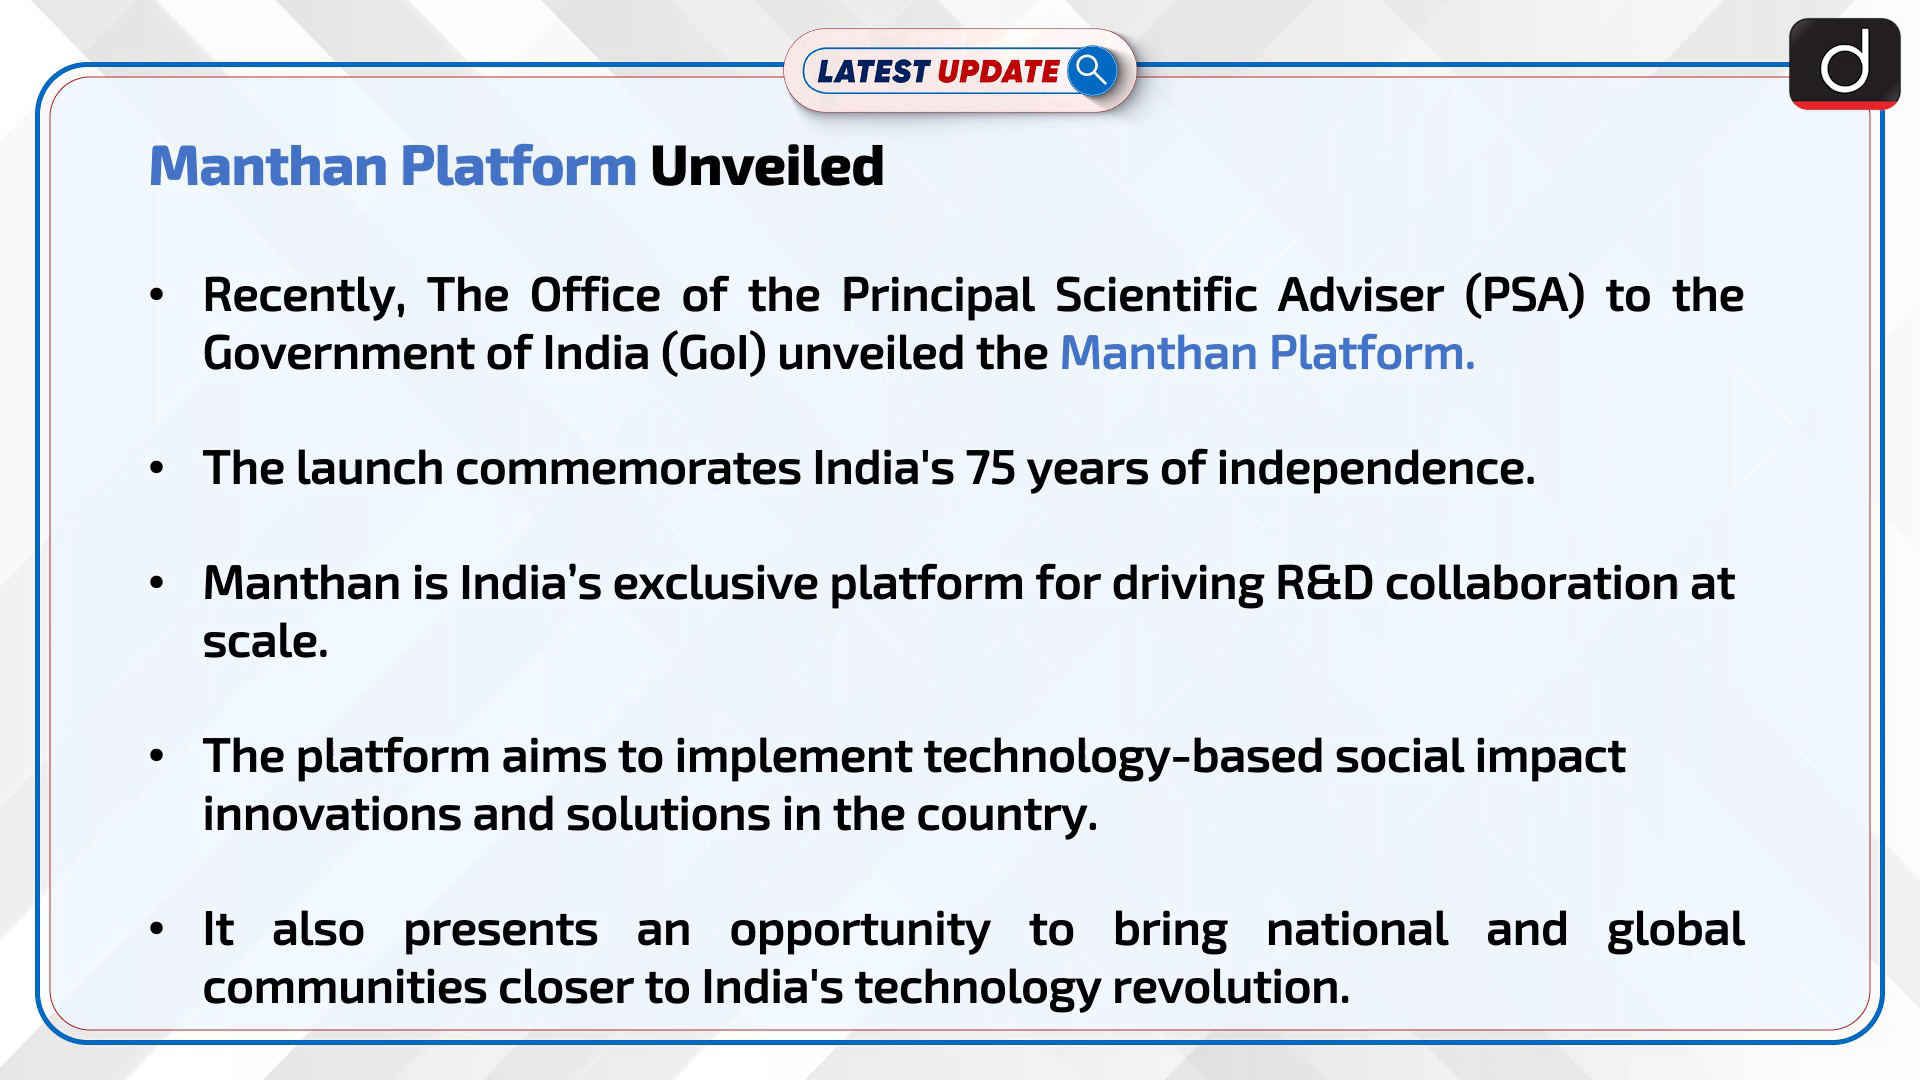 LATEST UPDATE
d
Manthan Platform Unveiled
• Recently, The Office of the Principal Scientific Adviser (PSA) to the
Government of India (GoI) unveiled the Manthan Platform.
• The launch commemorates India's 75 years of independence.
• Manthan is India’s exclusive platform for driving R&D collaboration at
scale.
• The platform aims to implement technology-based social impact
innovations and solutions in the country.
• It also presents an opportunity to bring national and global
communities closer to India's technology revolution.